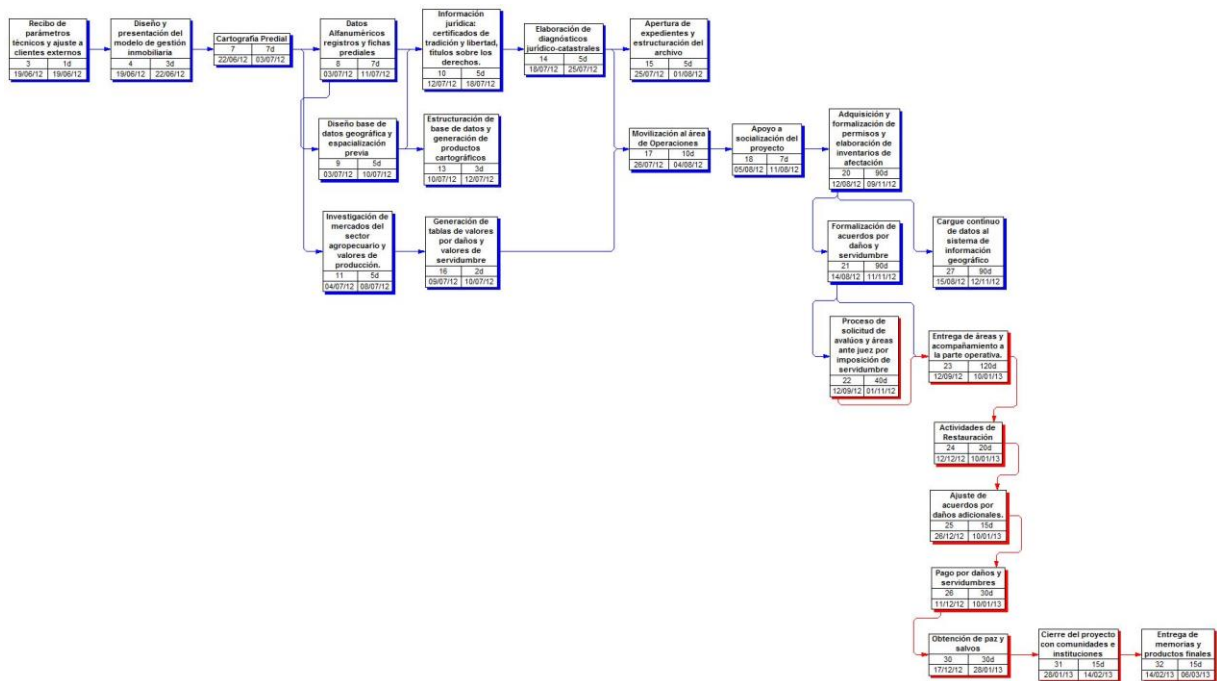 Recibo de
parámetros
técnicos y ajuste a
clientes externos
3 1d
19/06/12 19/06/12
Diseño y
presentación del
modelo de gestión
inmobiliaria
4 3d
19/06/12 22/06/12
Cartografía Predial
7 7d
22/06/12 03/07/12
Datos
Alfanuméricos
registros y fichas
prediales
8 7d
03/07/12 11/07/12
Información
jurídica:
certificados de
tradición y libertad,
títulos sobre los
derechos.
10 5d
12/07/12 18/07/12
Elaboración de
diagnósticos
jurídico-catastrales
14 5d
18/07/12 25/07/12
Apertura de
expedientes y
estructuración del
archivo
15 5d
25/07/12 01/08/12
Diseño base de
datos geográfica y
espacialización
previa
9 5d
03/07/12 10/07/12
Estructuración de
base de datos y
generación de
productos
cartográficos
13 3d
10/07/12 12/07/12
Movilización al área
de Operaciones
17 10d
26/07/12 04/08/12
Apoyo a
socialización del
proyecto
18 7d
05/08/12 11/08/12
Adquisición y
formalización de
permisos y
elaboración de
inventarios de
afectación
20 90d
12/08/12 09/11/12
Investigación de
mercados del
sector
agropecuario y
valores de
producción.
11 5d
04/07/12 08/07/12
Generación de
tablas de valores
por daños y
valores de
servidumbre
16 2d
09/07/12 10/07/12
Formalización de
acuerdos por
daños y
servidumbre
21 90d
14/08/12 11/11/12
Cargue continuo
de datos al
sistema de
información
geográfico
27 90d
15/08/12 12/11/12
Proceso de
solicitud de
avalúos y áreas
ante juez por
imposición de
servidumbre
22 40d
12/09/12 01/11/12
Entrega de áreas y
acompañamiento a
la parte operativa.
23 120d
12/09/12 10/01/13
Actividades de
Restauración
24 20d
12/12/12 10/01/13
Ajuste de
acuerdos por
daños adicionales.
25 15d
26/12/12 10/01/13
Pago por daños y
servidumbres
26 30d
11/12/12 10/01/13
Obtención de paz y
salvos
30 30d
17/12/12 28/01/13
Cierre del proyecto
con comunidades e
instituciones
31 15d
28/01/13 14/02/13
Entrega de
memorias y
productos finales
32 15d
14/02/13 06/03/13